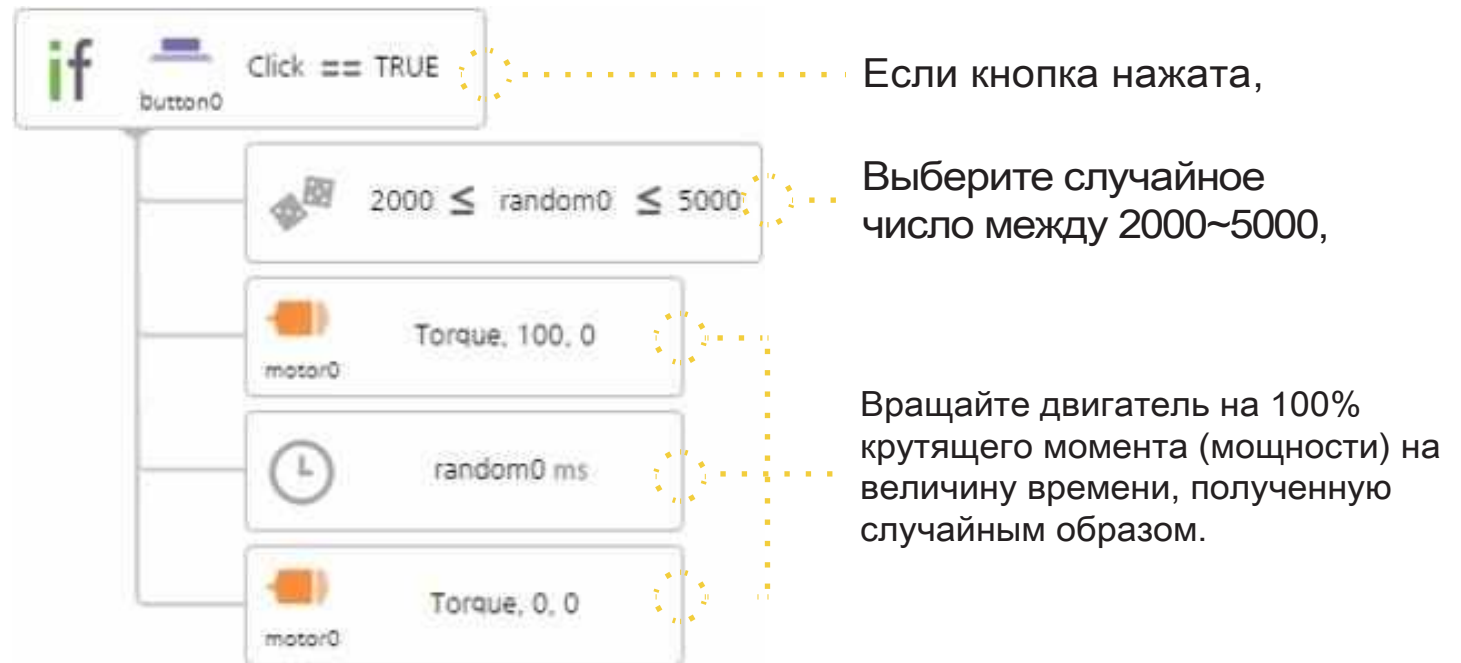 if Click == TRUE
button0
Если кнопка нажата,
2000 ≤ random0 ≤ 5000
Выберите случайное
число между 2000~5000,
Torque, 100, 0
motor0
Вращайте двигатель на 100%
крутящего момента (мощности) на
величину времени, полученную
случайным образом.
random0 ms
Torque, 0, 0
motor0